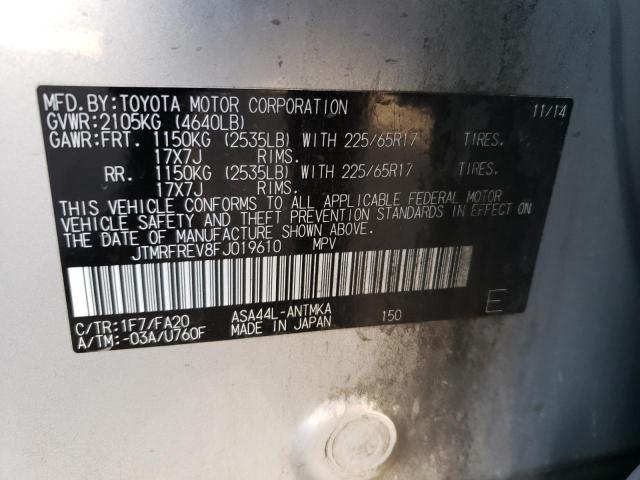 MFD.BY:TOYOTA MOTOR CORPORATION 11/14
GVWR:2105KG (4640LB)
GAWR:FRT. 1150KG (2535LB) WITH 225/65R17 TIRES.
17X7J RIMS.
RR. 1150KG (2535LB) WITH 225/65R17 TIRES.
17X7J RIMS.
THIS VEHICLE CONFORMS TO ALL APPLICABLE FEDERAL MOTOR
VEHICLE SAFETY AND THEFT PREVENTION STANDARDS IN EFFECT ON
THE DATE OF MANUFACTURE SHOWN ABOVE.
JTMRFREV8FJ019610 MPV
C/TR:1F7/FA20 ASA44L-ANTMKA 150 E
A/TM:-03A/U760F MADE IN JAPAN